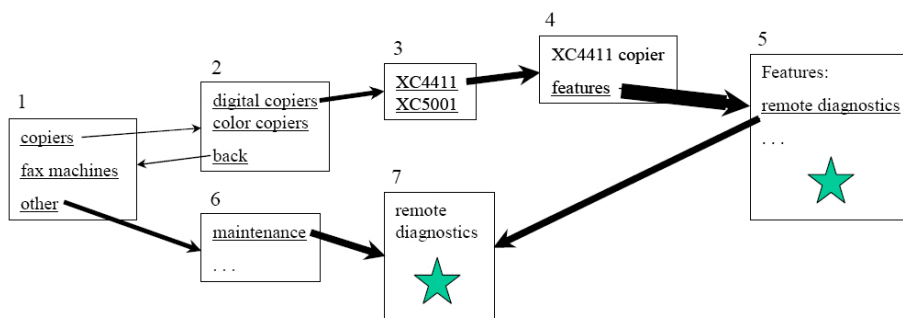 1
copiers
fax machines
other
2
digital copiers
color copiers
back
3
XC4411
XC5001
4
XC4411 copier
features
5
Features:
remote diagnostics
. . .
6
maintenance
. . .
7
remote
diagnostics